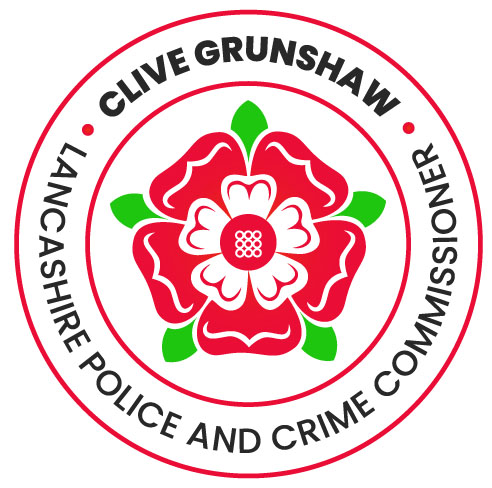 CLIVE GRUNSHAW
LANCASHIRE POLICE AND CRIME COMMISSIONER